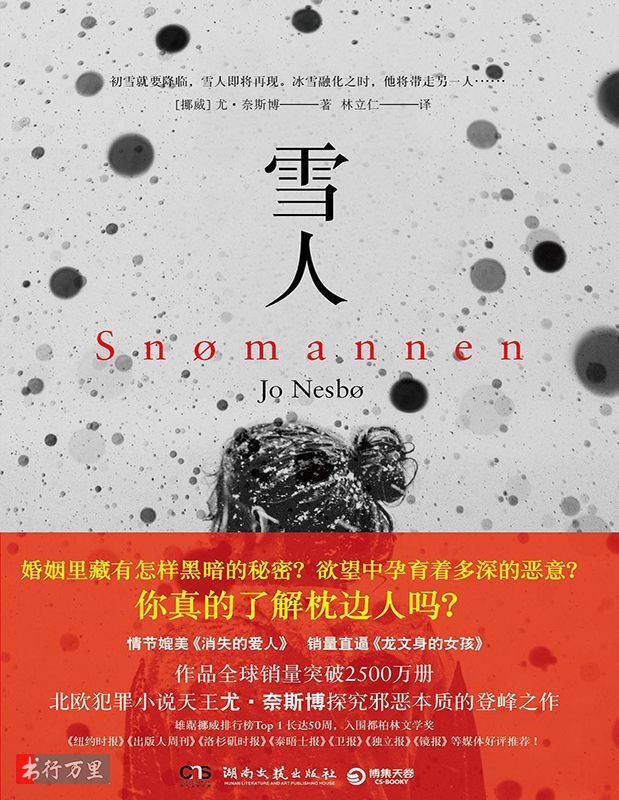 初雪就要降临，雪人即将再现。冰雪融化之时，他将带走另一人……
［挪威］尤·奈斯博——著 林立仁——译
雪
人
Snømannen
Jo Nesbø
婚姻里藏有怎样黑暗的秘密？欲望中孕育着多深的恶意？
你真的了解枕边人吗？
情节媲美《消失的爱人》 销量直逼《龙文身的女孩》
作品全球销量突破2500万册
北欧犯罪小说天王尤·奈斯博探究邪恶本质的登峰之作
雄踞挪威排行榜Top 1 长达50周，入围都柏林文学奖
《纽约时报》《出版人周刊》《洛杉矶时报》《泰晤士报》《卫报》《独立报》《镜报》等媒体好评推荐！
书行万里 CNS 湖南文艺出版社 博集天卷
HUNAN LITERATURE AND ART PUBLISHING HOUSE CS-BOOKY